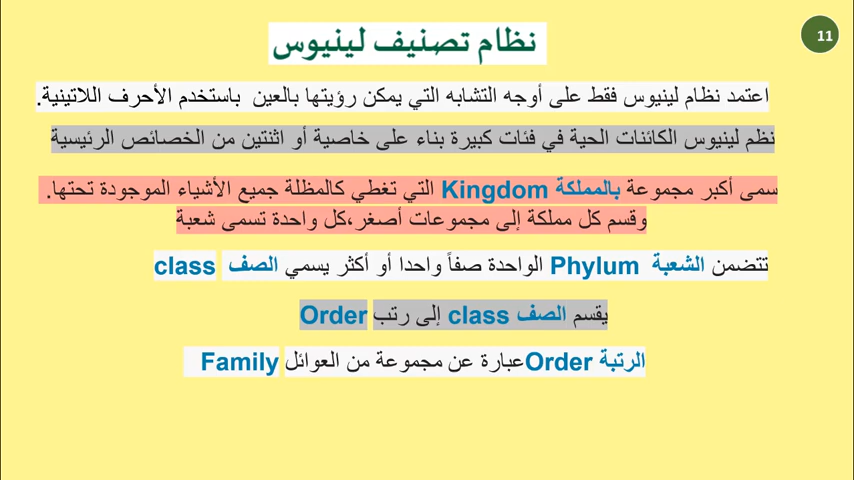 11
نظام تصنيف لينيوس
اعتمد نظام لينيوس فقط على أوجه التشابه التي يمكن رؤيتها بالعين باستخدم الأحرف اللاتينية.
نظم لينيوس الكائنات الحية في فئات كبيرة بناء على خاصية أو اثنتين من الخصائص الرئيسية
سمى أكبر مجموعة بالمملكة Kingdom التي تغطي كالمظلة جميع الأشياء الموجودة تحتها.
وقسم كل مملكة إلى مجموعات أصغر،كل واحدة تسمى شعبة
تتضمن الشعبة Phylum الواحدة صفاً واحدا أو أكثر يسمي الصف class
يقسم الصف class إلى رتب Order
الرتبة Order عبارة عن مجموعة من العوائل Family